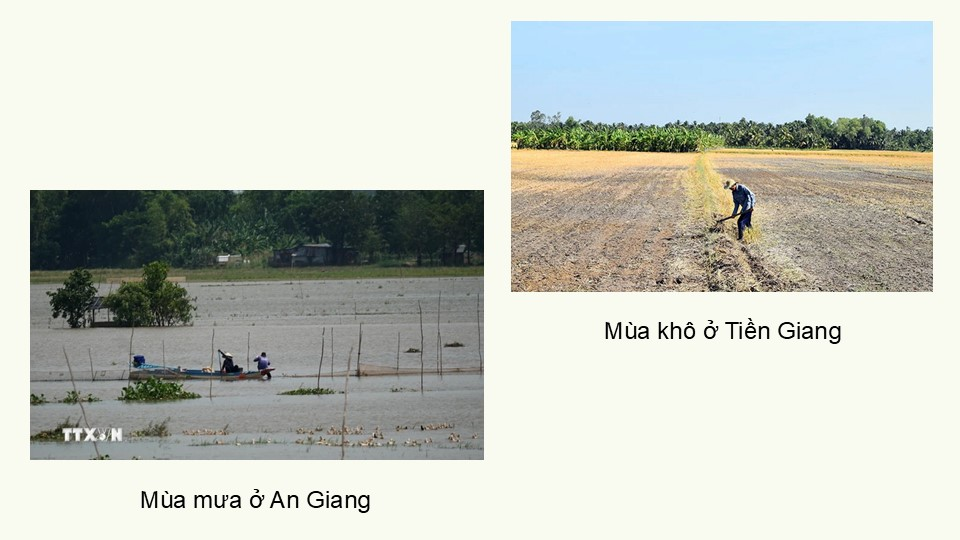 Mùa khô ở Tiền Giang
TTXVN
Mùa mưa ở An Giang